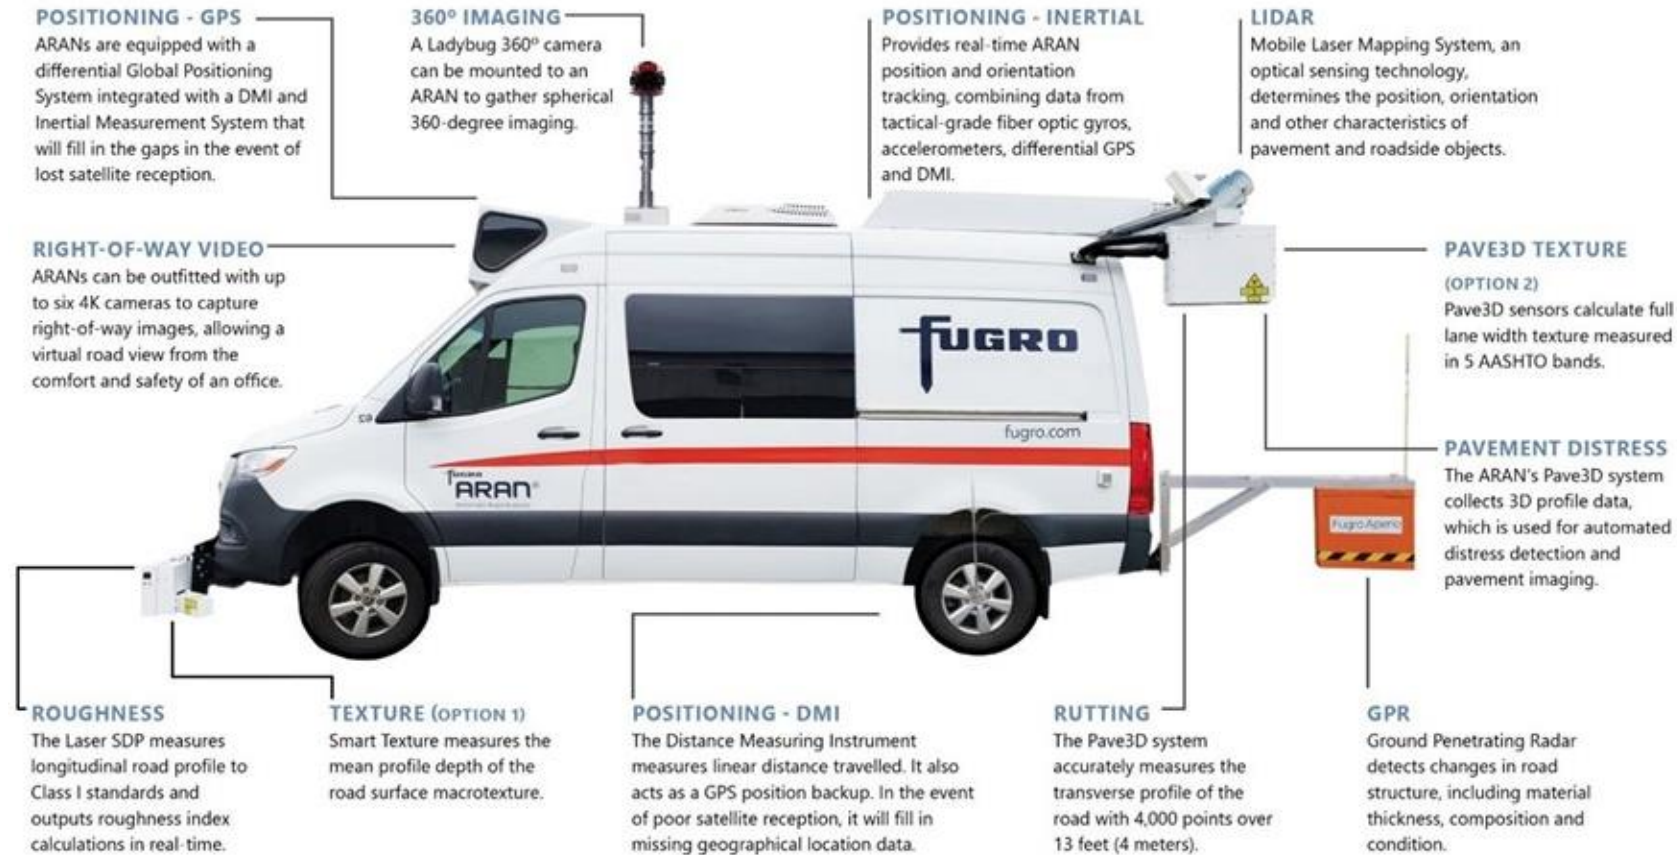 POSITIONING - GPS
ARANs are equipped with a
differential Global Positioning
System integrated with a DMI and
Inertial Measurement System that
will fill in the gaps in the event of
lost satellite reception.
360º IMAGING
A Ladybug 360º camera
can be mounted to an
ARAN to gather spherical
360-degree imaging.
POSITIONING - INERTIAL
Provides real-time ARAN
position and orientation
tracking, combining data from
tactical-grade fiber optic gyros,
accelerometers, differential GPS
and DMI.
LIDAR
Mobile Laser Mapping System, an
optical sensing technology,
determines the position, orientation
and other characteristics of
pavement and roadside objects.
RIGHT-OF-WAY VIDEO
ARANs can be outfitted with up
to six 4K cameras to capture
right-of-way images, allowing a
virtual road view from the
comfort and safety of an office.
PAVE3D TEXTURE
(OPTION 2)
Pave3D sensors calculate full
lane width texture measured
in 5 AASHTO bands.
FUGRO
fugro.com
FUGRO
ARAN®
PAVEMENT DISTRESS
The ARAN's Pave3D system
collects 3D profile data,
which is used for automated
distress detection and
pavement imaging.
Fugro Aperio
ROUGHNESS
The Laser SDP measures
longitudinal road profile to
Class I standards and
outputs roughness index
calculations in real-time.
TEXTURE (OPTION 1)
Smart Texture measures the
mean profile depth of the
road surface macrotexture.
POSITIONING - DMI
The Distance Measuring Instrument
measures linear distance travelled. It also
acts as a GPS position backup. In the event
of poor satellite reception, it will fill in
missing geographical location data.
RUTTING
The Pave3D system
accurately measures the
transverse profile of the
road with 4,000 points over
13 feet (4 meters).
GPR
Ground Penetrating Radar
detects changes in road
structure, including material
thickness, composition and
condition.